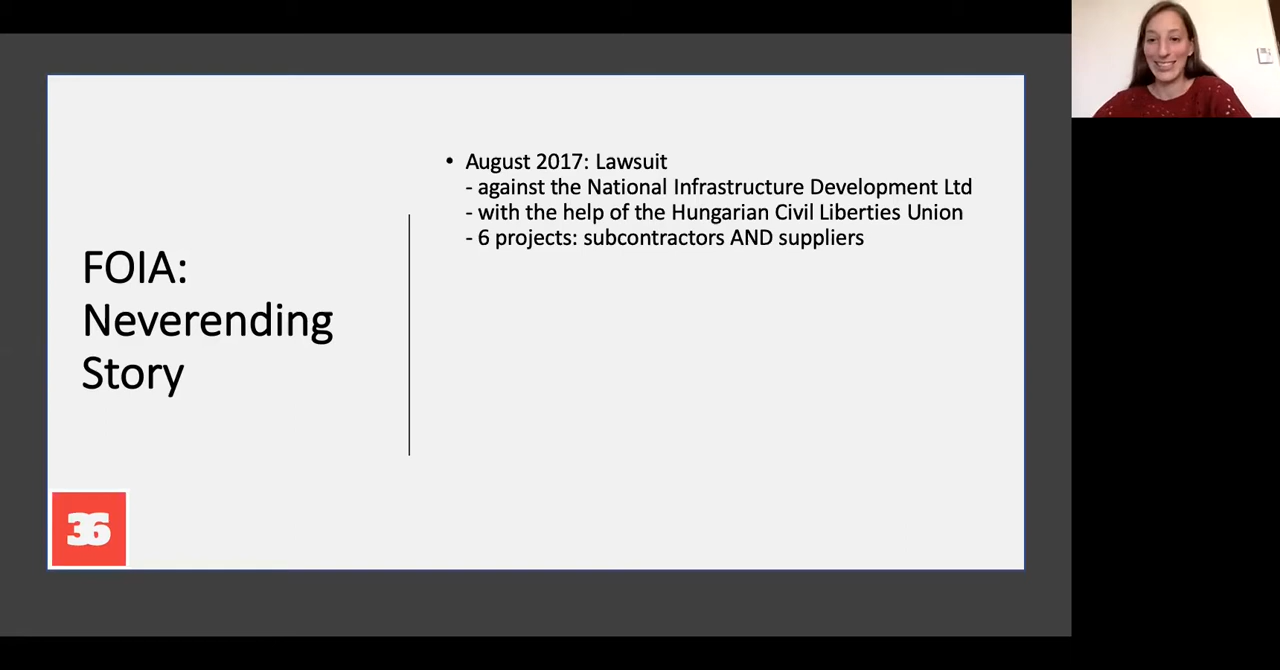 FOIA:
Neverending
Story
• August 2017: Lawsuit
- against the National Infrastructure Development Ltd
- with the help of the Hungarian Civil Liberties Union
- 6 projects: subcontractors AND suppliers
36